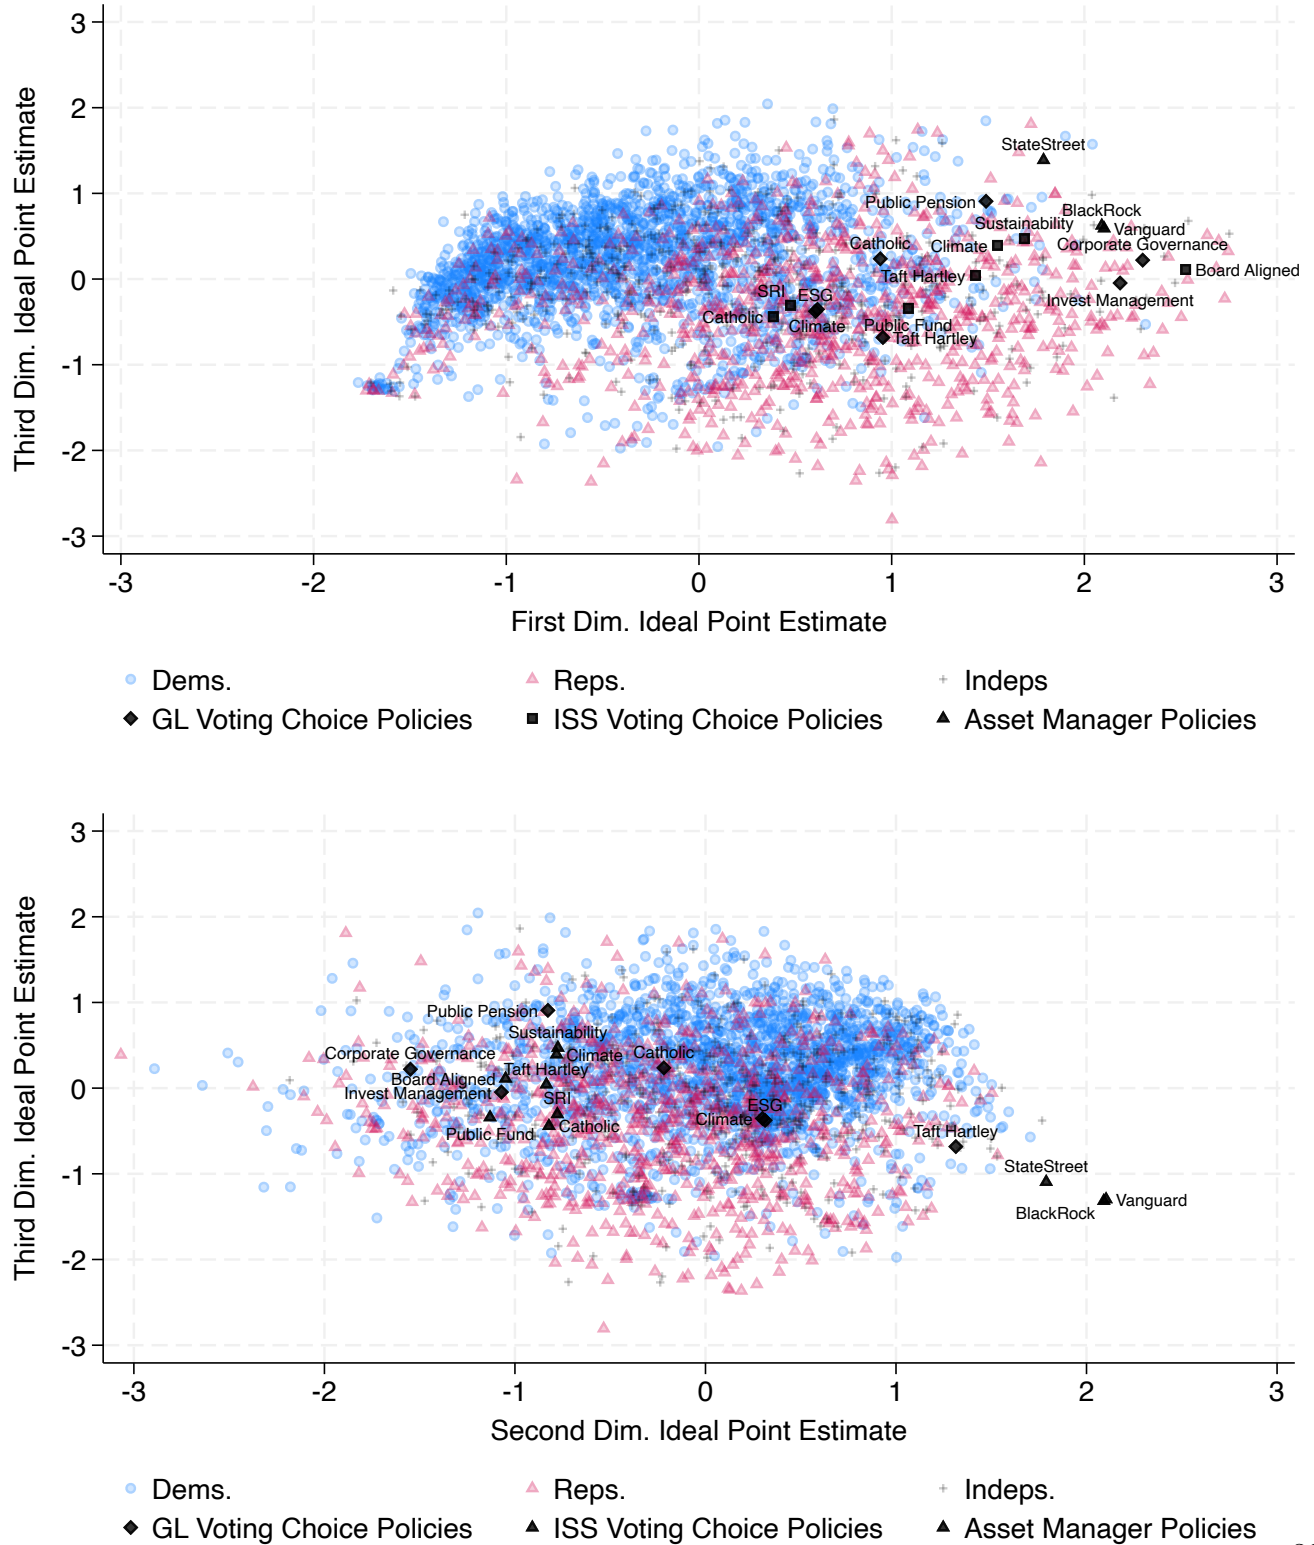 3
2
1
0
-1
-2
-3
Third Dim. Ideal Point Estimate
StateStreet
Public Pension
BlackRock
Sustainability
Vanguard
Catholic
Climate
Corporate Governance
Taft Hartley
Board Aligned
SRI
ESG
Invest Management
Catholic
Climate
Public Fund
Taft Hartley
-3 -2 -1 0 1 2 3
First Dim. Ideal Point Estimate
Dems. Reps. Indeps
GL Voting Choice Policies ISS Voting Choice Policies Asset Manager Policies
3
2
1
0
-1
-2
-3
Third Dim. Ideal Point Estimate
Public Pension
Sustainability
Corporate Governance
Climate
Catholic
Taft Hartley
Board Aligned
Invest Management
SRI
ESG
Climate
Public Fund
Catholic
Taft Hartley
StateStreet
Vanguard
BlackRock
-3 -2 -1 0 1 2 3
Second Dim. Ideal Point Estimate
Dems. Reps. Indeps.
GL Voting Choice Policies ISS Voting Choice Policies Asset Manager Policies